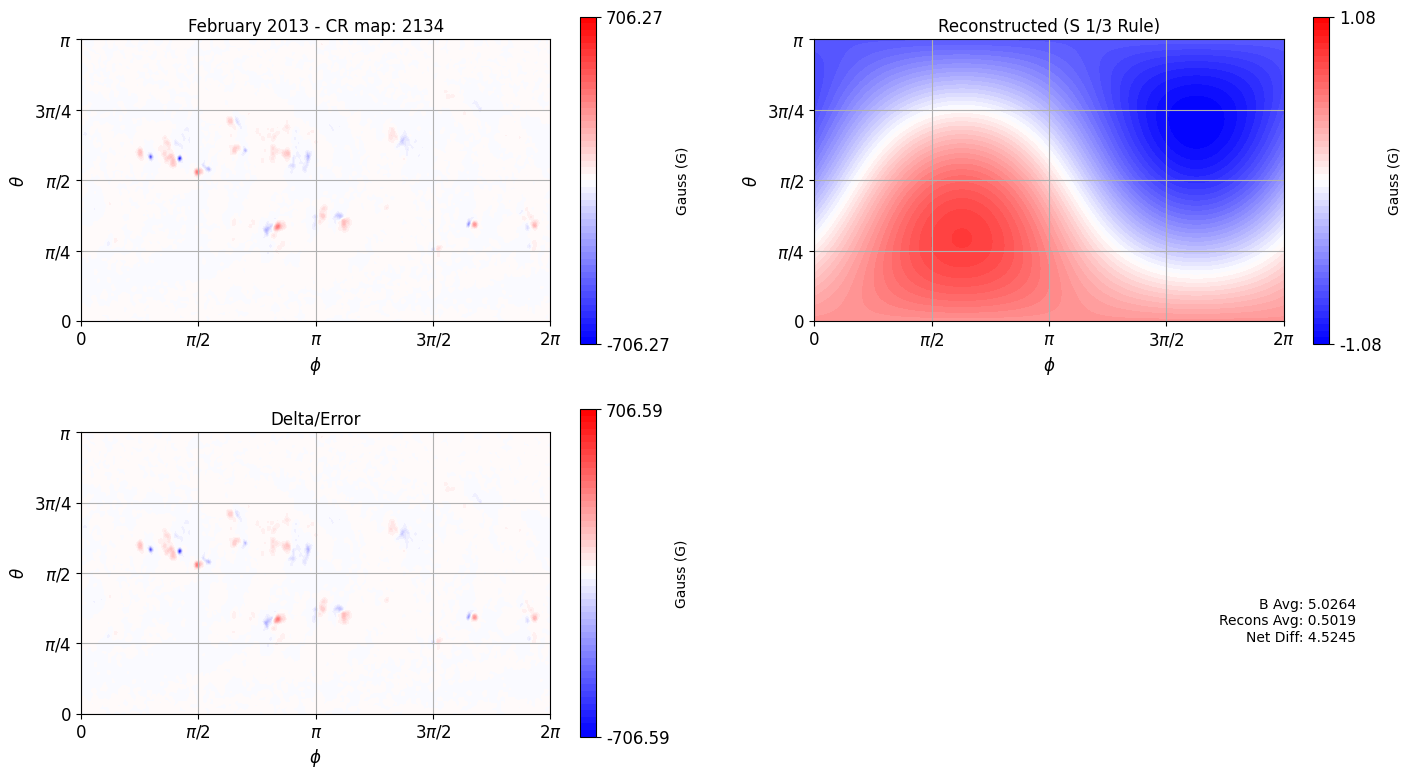 February 2013 - CR map: 2134
π
3π/4
π/2
π/4
0
θ
0
π/2
π
3π/2
2π
ϕ
706.27
-706.27
Gauss (G)
Reconstructed (S 1/3 Rule)
π
3π/4
π/2
π/4
0
θ
0
π/2
π
3π/2
2π
ϕ
1.08
-1.08
Gauss (G)
Delta/Error
π
3π/4
π/2
π/4
0
θ
0
π/2
π
3π/2
2π
ϕ
706.59
-706.59
Gauss (G)
B Avg: 5.0264
Recons Avg: 0.5019
Net Diff: 4.5245